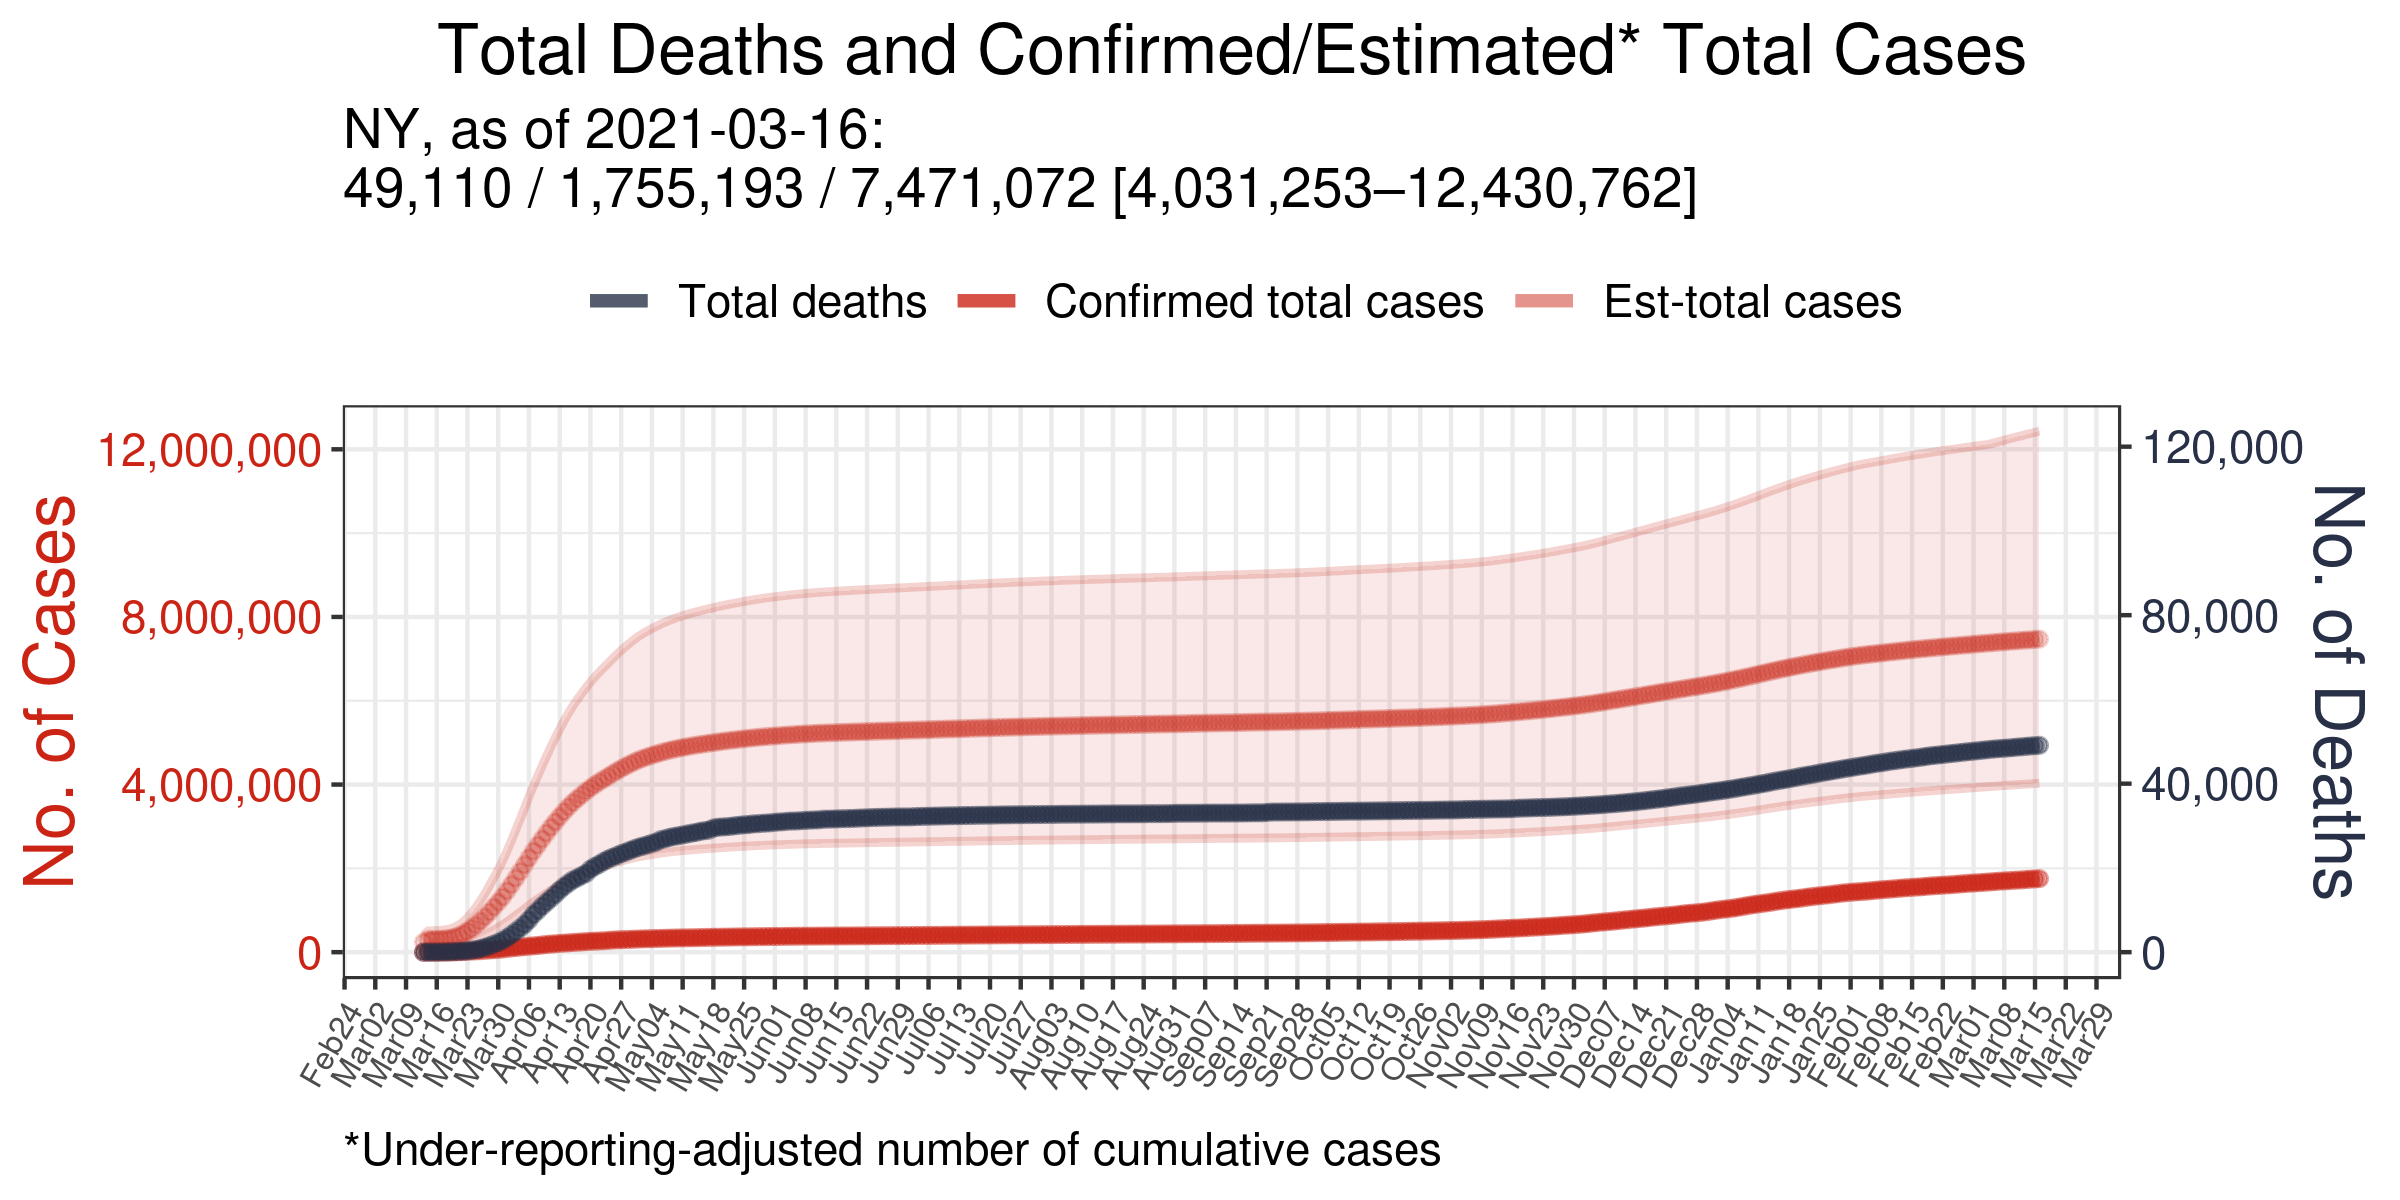 Total Deaths and Confirmed/Estimated* Total Cases
NY, as of 2021-03-16:
49,110 / 1,755,193 / 7,471,072 [4,031,253–12,430,762]
Total deaths
Confirmed total cases
Est-total cases
No. of Cases
12,000,000
8,000,000
4,000,000
0
120,000
80,000
40,000
0
No. of Deaths
Feb24
Mar02
Mar09
Mar16
Mar23
Mar30
Apr06
Apr13
Apr20
Apr27
May04
May11
May18
May25
Jun01
Jun08
Jun15
Jun22
Jun29
Jul06
Jul13
Jul20
Jul27
Aug03
Aug10
Aug17
Aug24
Aug31
Sep07
Sep14
Sep21
Sep28
Oct05
Oct12
Oct19
Oct26
Nov02
Nov09
Nov16
Nov23
Nov30
Dec07
Dec14
Dec21
Dec28
Jan04
Jan11
Jan18
Jan25
Feb01
Feb08
Feb15
Feb22
Mar01
Mar08
Mar15
Mar22
Mar29
*Under-reporting-adjusted number of cumulative cases